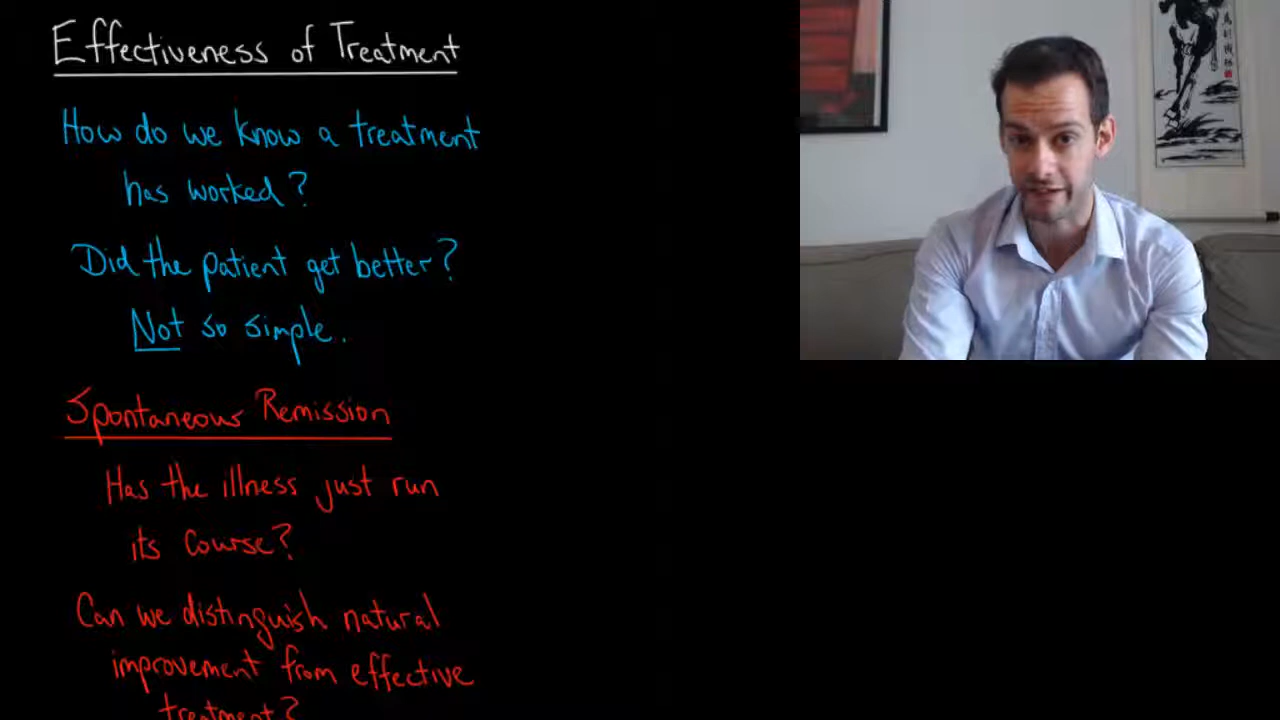 Effectiveness of Treatment
How do we know a treatment
has worked?
Did the patient get better?
Not so simple.
Spontaneous Remission
Has the illness just run
its course?
Can we distinguish natural
improvement from effective
treatment?